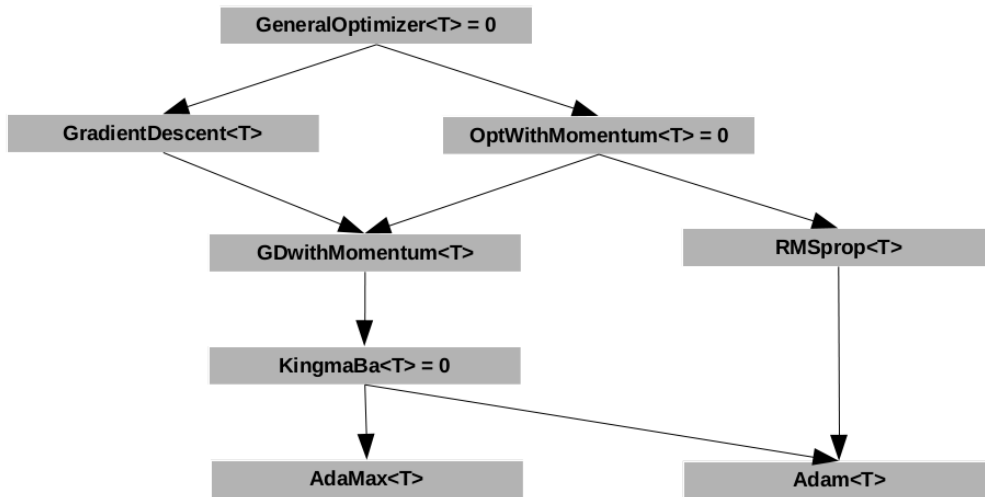 GeneralOptimizer<T> = 0
GradientDescent<T>
OptWithMomentum<T> = 0
GDwithMomentum<T>
RMSprop<T>
KingmaBa<T> = 0
AdaMax<T>
Adam<T>